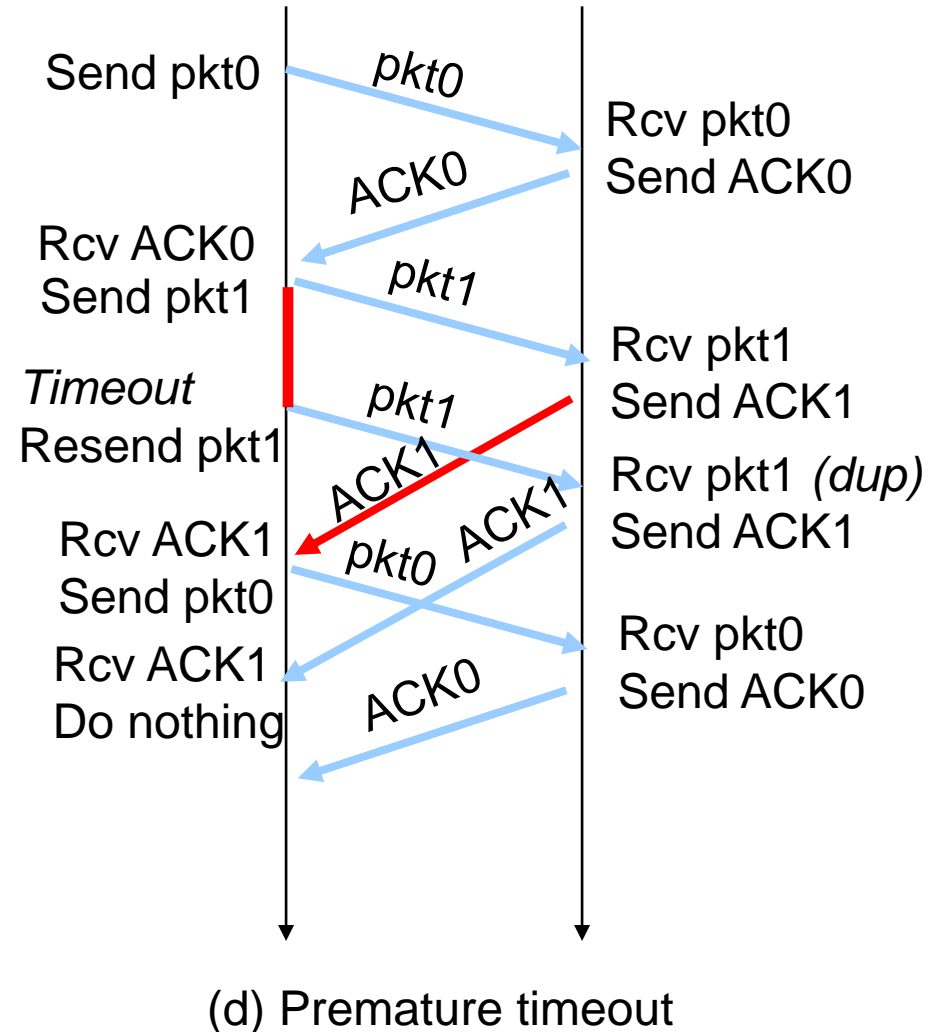 Send pkt0
pkt0
Rcv pkt0
Send ACK0
ACK0
Rcv ACK0
Send pkt1
pkt1
Rcv pkt1
Send ACK1
Timeout
Resend pkt1
pkt1
ACK1
Rcv pkt1 (dup)
Send ACK1
ACK1
Rcv ACK1
Send pkt0
pkt0
Rcv pkt0
Send ACK0
Rcv ACK1
Do nothing
ACK0
(d) Premature timeout